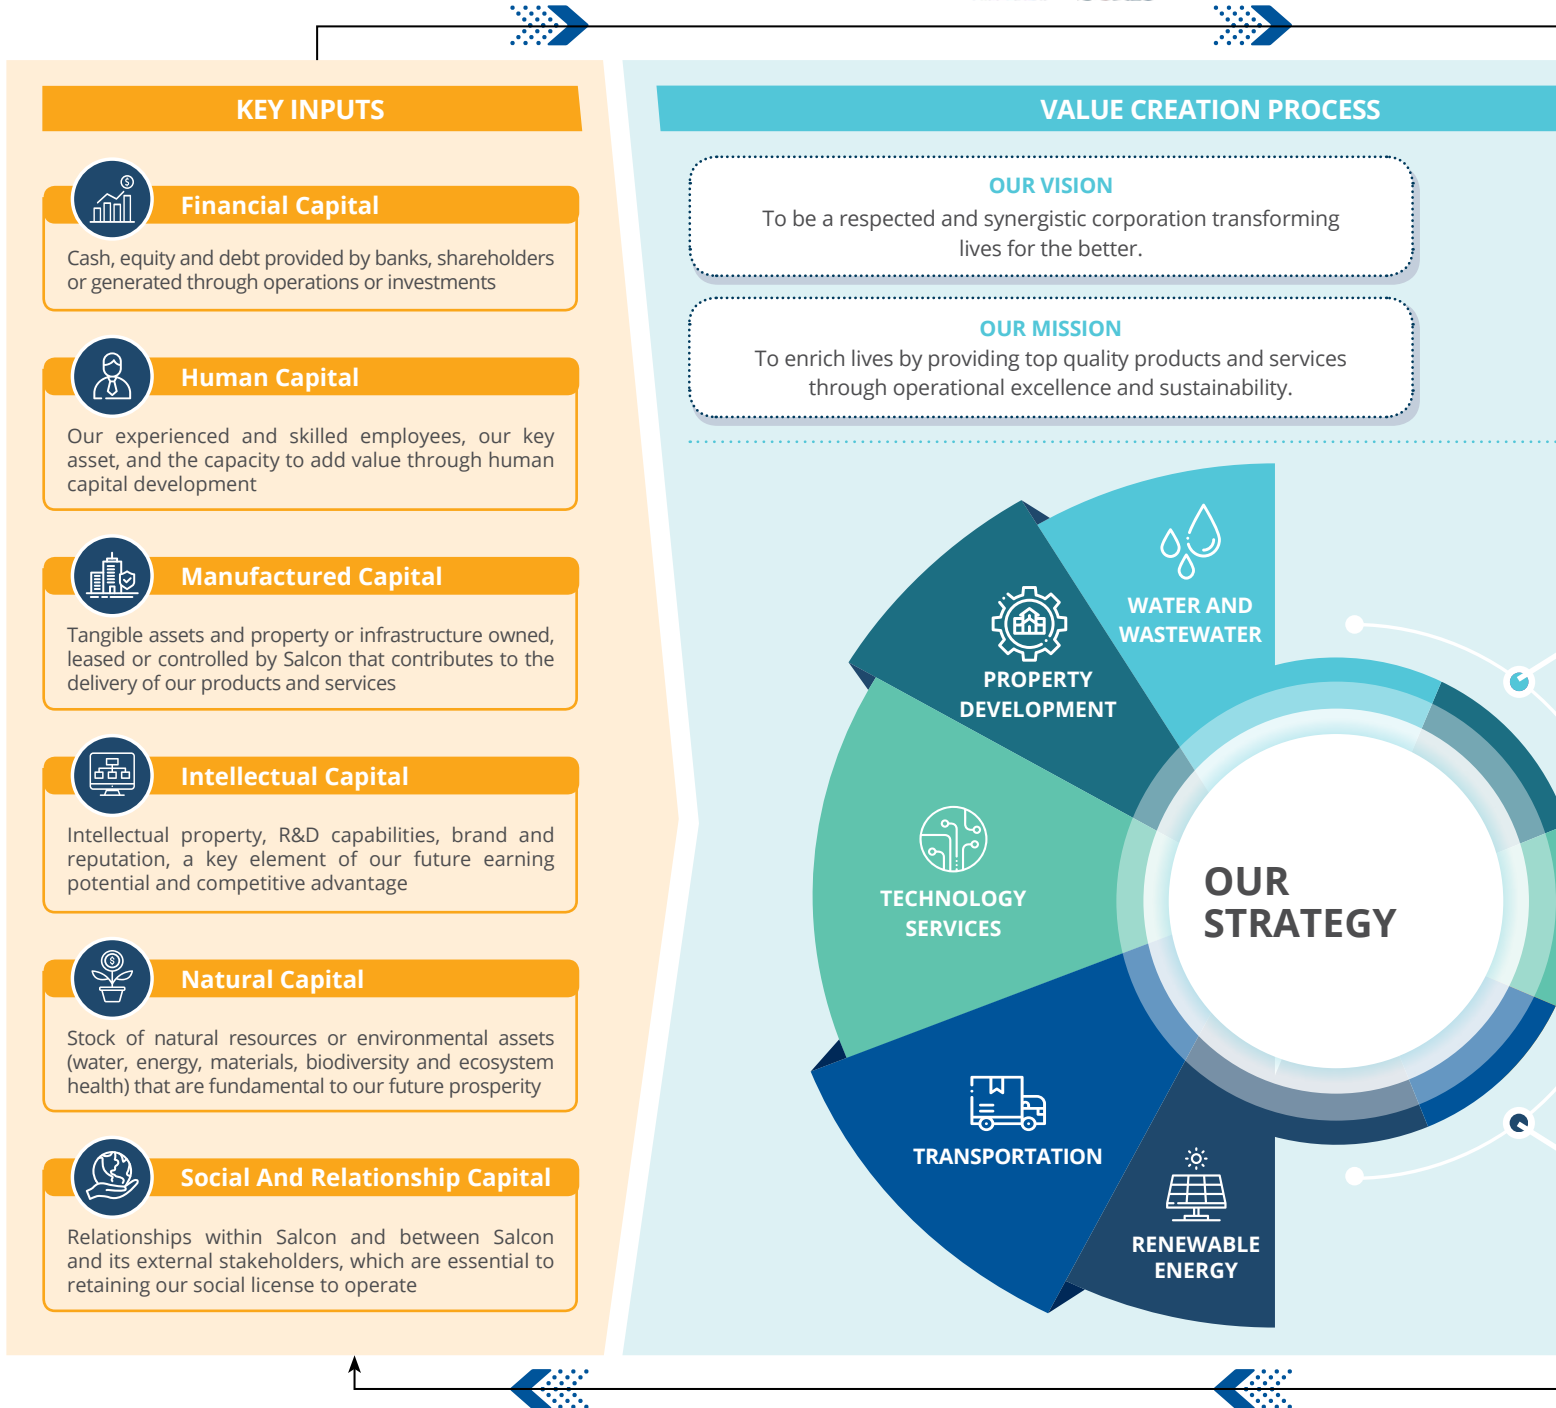 KEY INPUTS
Financial Capital
Cash, equity and debt provided by banks, shareholders
or generated through operations or investments
Human Capital
Our experienced and skilled employees, our key
asset, and the capacity to add value through human
capital development
Manufactured Capital
Tangible assets and property or infrastructure owned,
leased or controlled by Salcon that contributes to the
delivery of our products and services
Intellectual Capital
Intellectual property, R&D capabilities, brand and
reputation, a key element of our future earning
potential and competitive advantage
Natural Capital
Stock of natural resources or environmental assets
(water, energy, materials, biodiversity and ecosystem
health) that are fundamental to our future prosperity
Social And Relationship Capital
Relationships within Salcon and between Salcon
and its external stakeholders, which are essential to
retaining our social license to operate
VALUE CREATION PROCESS
OUR VISION
To be a respected and synergistic corporation transforming
lives for the better.
OUR MISSION
To enrich lives by providing top quality products and services
through operational excellence and sustainability.
WATER AND
WASTEWATER
PROPERTY
DEVELOPMENT
TECHNOLOGY
SERVICES
TRANSPORTATION
RENEWABLE
ENERGY
OUR
STRATEGY